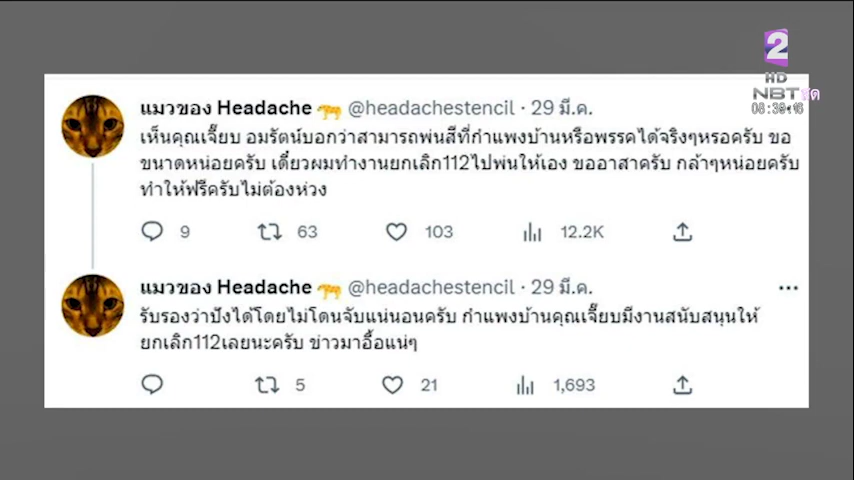 2
HD
NBT สด
08:39:16
แมวของ Headache @headachestencil · 29 มี.ค.
เห็นคุณเจี๊ยบ อมรัตน์บอกว่าสามารถพ่นสีที่กำแพงบ้านหรือพรรคได้จริงๆหรอครับ ขอ
ขนาดหน่อยครับ เดี๋ยวผมทำงานยกเลิก112ไปพ่นให้เอง ขออาสาครับ กล้าๆหน่อยครับ
ทำให้ฟรีครับไม่ต้องห่วง
9 63 103 12.2K
แมวของ Headache @headachestencil · 29 มี.ค.
รับรองว่าปังได้โดยไม่โดนจับแน่นอนครับ กำแพงบ้านคุณเจี๊ยบมีงานสนับสนุนให้
ยกเลิก112เลยนะครับ ข่าวมาอื้อแน่ๆ
5 21 1,693